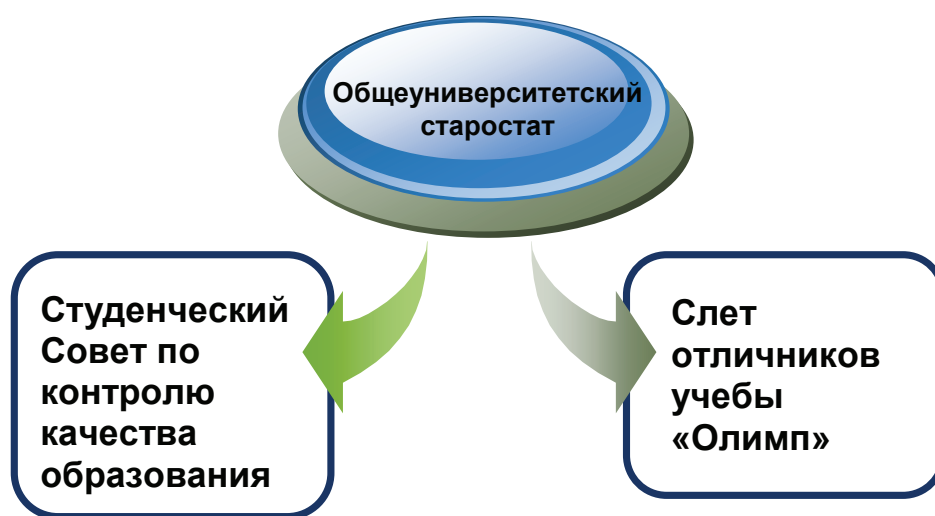 Общеуниверситетский
старостат
Студенческий
Совет по
контролю
качества
образования
Слет
отличников
учебы
«Олимп»